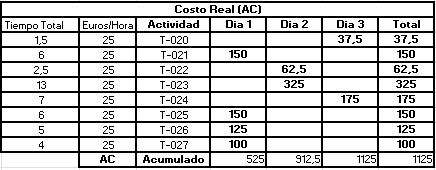 Costo Real (AC)
Tiempo Total Euros/Hora Actividad Dia 1 Dia 2 Dia 3 Total
1,5 25 T-020 37,5 37,5
6 25 T-021 150 150
2,5 25 T-022 62,5 62,5
13 25 T-023 325 325
7 25 T-024 175 175
6 25 T-025 150 150
5 25 T-026 125 125
4 25 T-027 100 100
AC Acumulado 525 912,5 1125 1125